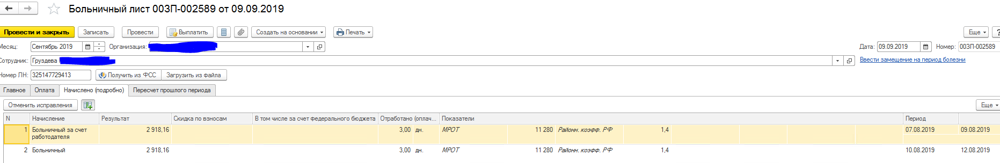 Больничный лист 00ЗП-002589 от 09.09.2019
Провести и закрыть Записать Провести Выплатить Создать на основании Печать Еще ?
Месяц: Сентябрь 2019 Организация: Дата: 09.09.2019 Номер: 00ЗП-002589
Сотрудник: Груздева Ввести замещение на период болезни
Номер ЛН: 325147729413 Получить из ФСС Загрузить из файла
Главное Оплата Начислено (подробно) Пересчет прошлого периода
Отменить исправления Еще
N Начисление Результат Скидка по взносам В том числе за счет федерального бюджета Отработано (оплач... Показатели Период
1 Больничный за счет работодателя 2 918,16 3,00 дн. МРОТ 11 280 Районн. коэфф. РФ 1,4 07.08.2019 09.08.2019
2 Больничный 2 918,16 3,00 дн. МРОТ 11 280 Районн. коэфф. РФ 1,4 10.08.2019 12.08.2019